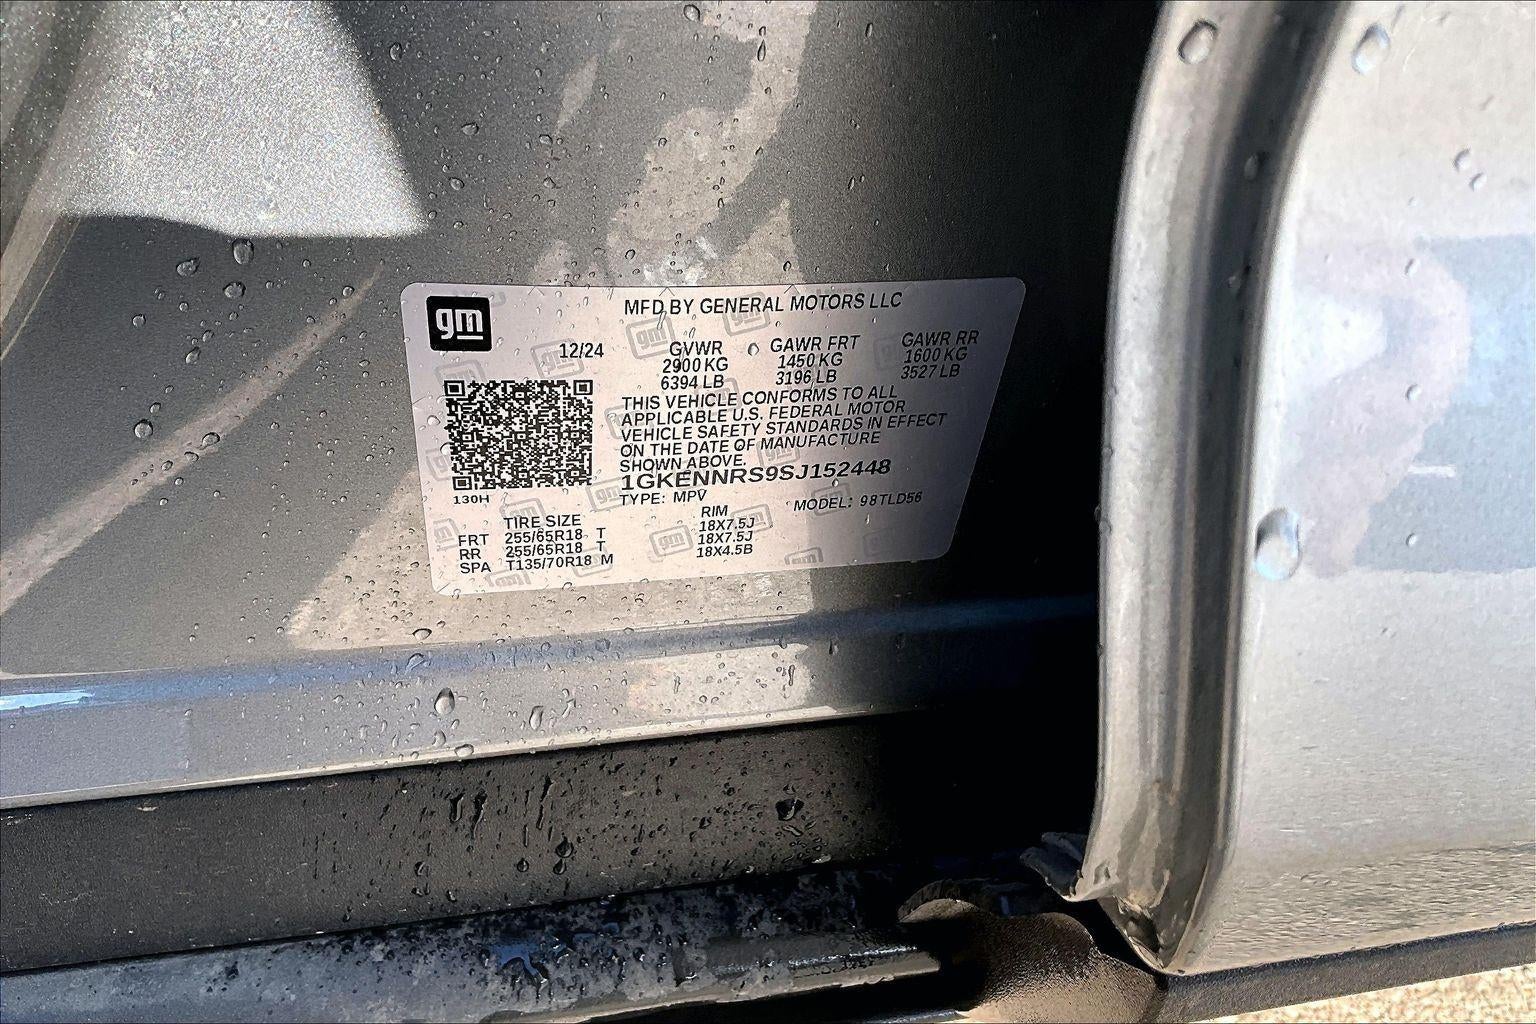 gm
MFD BY GENERAL MOTORS LLC
12/24
GVWR GAWR FRT GAWR RR
2900 KG 1450 KG 1600 KG
6394 LB 3196 LB 3527 LB
THIS VEHICLE CONFORMS TO ALL
APPLICABLE U.S. FEDERAL MOTOR
VEHICLE SAFETY STANDARDS IN EFFECT
ON THE DATE OF MANUFACTURE
SHOWN ABOVE.
1GKENNRS9SJ152448
130H
TYPE: MPV MODEL: 98TLD56
TIRE SIZE RIM
FRT 255/65R18 T 18X7.5J
RR 255/65R18 T 18X7.5J
SPA T135/70R18 M 18X4.5B